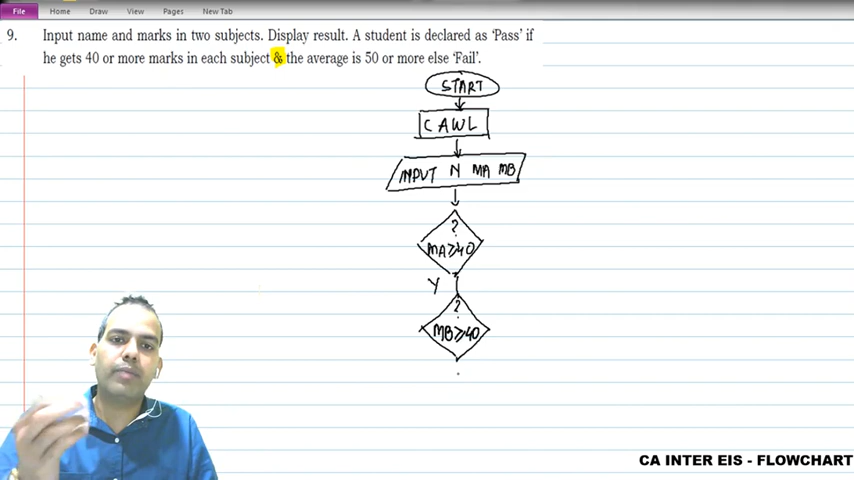 File Home Draw View Pages New Tab
9. Input name and marks in two subjects. Display result. A student is declared as 'Pass' if
he gets 40 or more marks in each subject & the average is 50 or more else 'Fail'.
START
CAWL
INPUT N MA MB
?
MA≥40
Y
?
MB≥40
CA INTER EIS - FLOWCHART